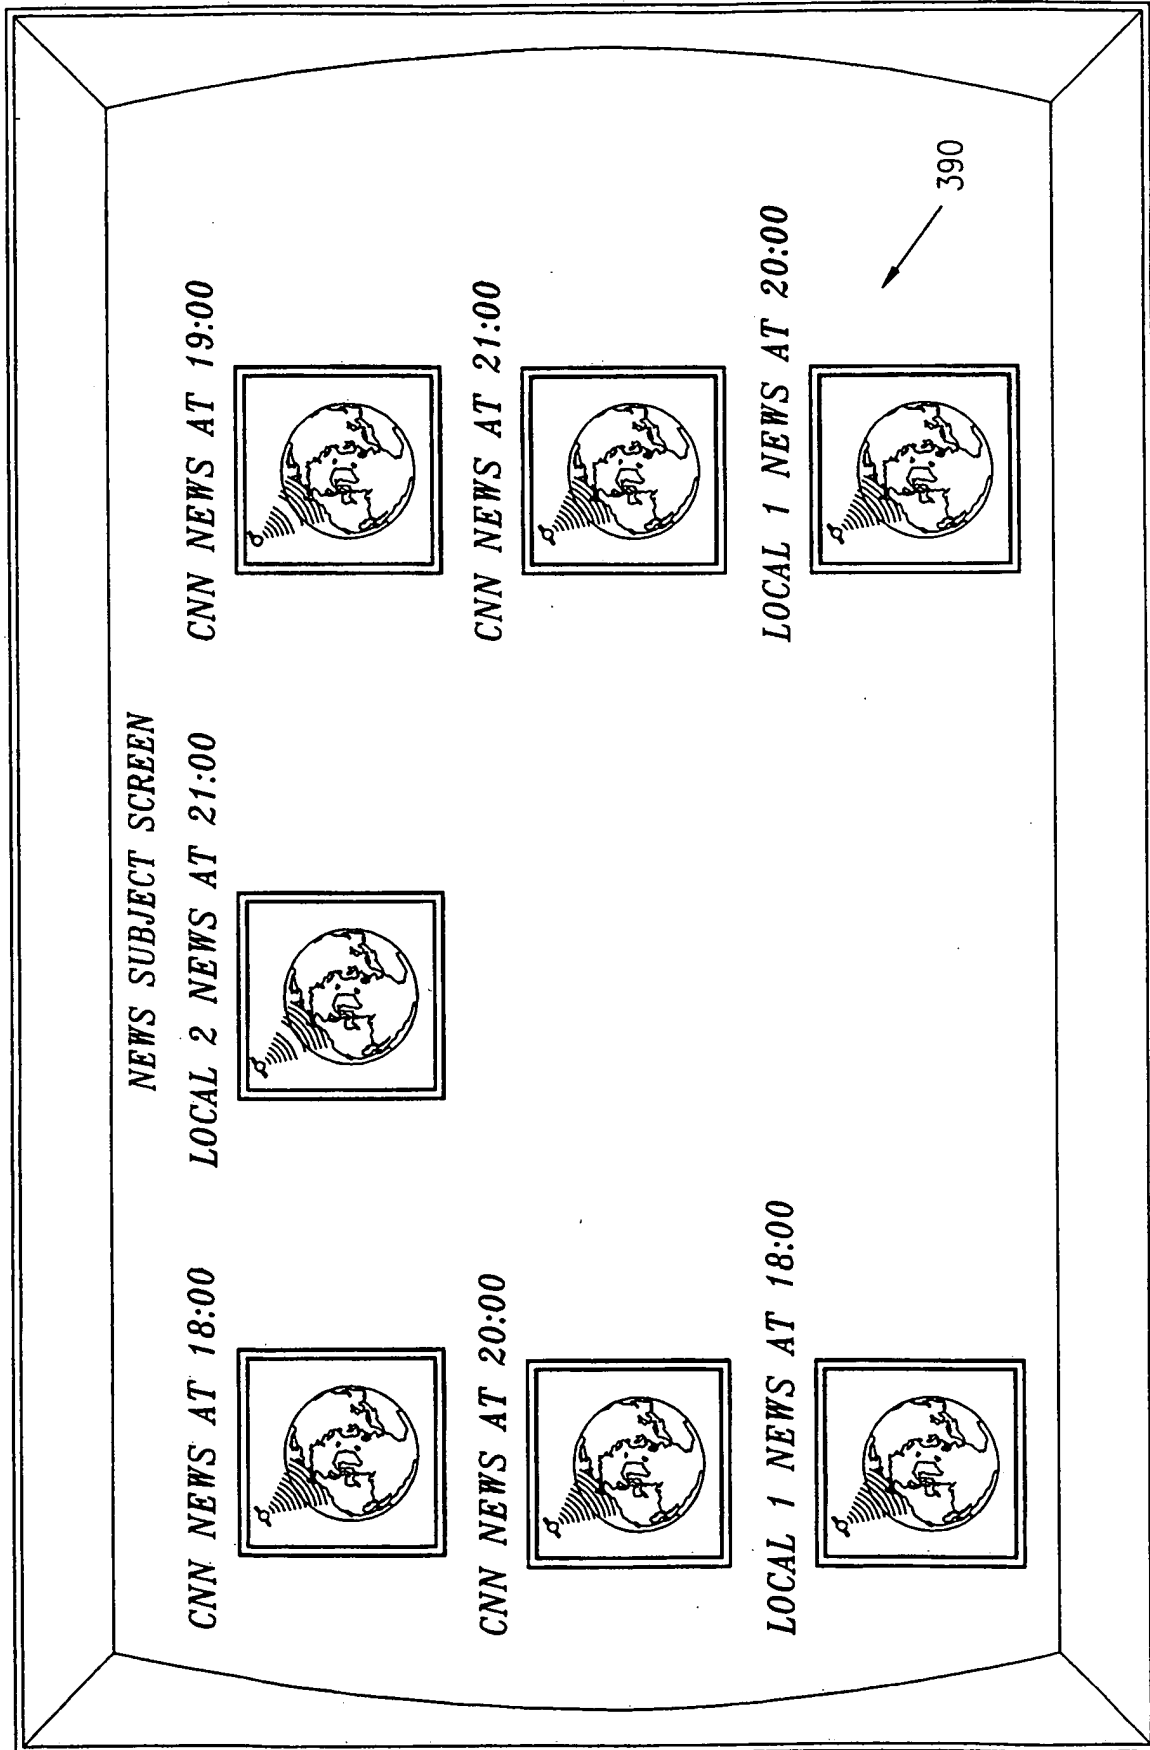 NEWS SUBJECT SCREEN
CNN NEWS AT 18:00
LOCAL 2 NEWS AT 21:00
CNN NEWS AT 19:00
CNN NEWS AT 20:00
CNN NEWS AT 21:00
LOCAL 1 NEWS AT 18:00
LOCAL 1 NEWS AT 20:00
390